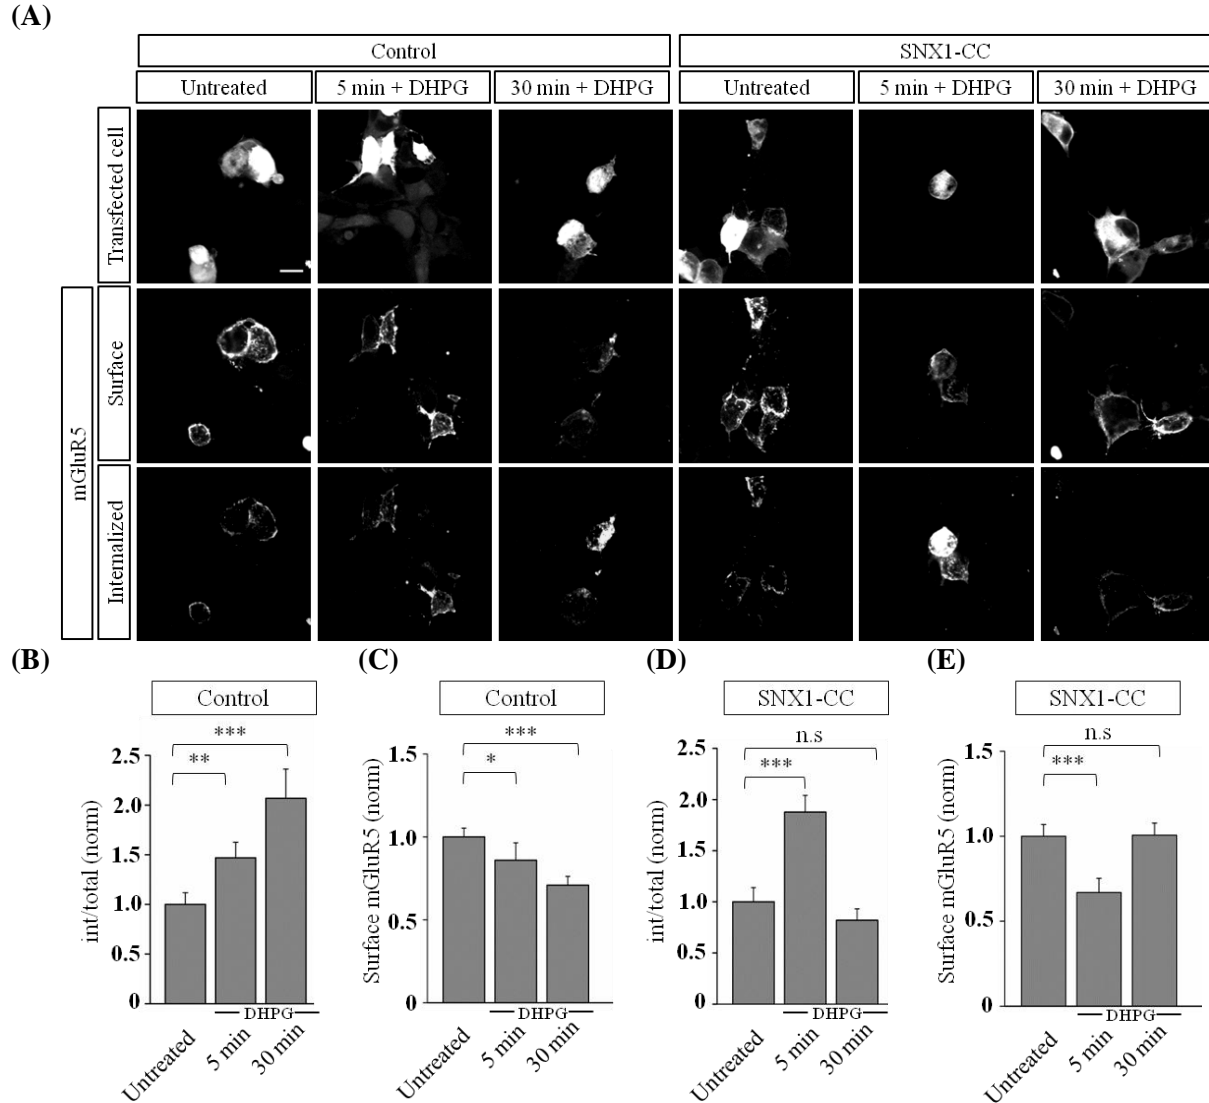 (A)
Control
SNX1-CC
Untreated
5 min + DHPG
30 min + DHPG
Untreated
5 min + DHPG
30 min + DHPG
Transfected cell
mGluR5
Surface
Internalized
(B)
(C)
(D)
(E)
Control
Control
SNX1-CC
SNX1-CC
int/total (norm)
2.5
2.0
1.5
1.0
0.5
0
***
**
Untreated
5 min
30 min
DHPG
Surface mGluR5 (norm)
1.5
1.0
0.5
0
***
*
Untreated
5 min
30 min
DHPG
int/total (norm)
2.5
2.0
1.5
1.0
0.5
0
n.s
***
Untreated
5 min
30 min
DHPG
Surface mGluR5 (norm)
1.5
1.0
0.5
0
n.s
***
Untreated
5 min
30 min
DHPG